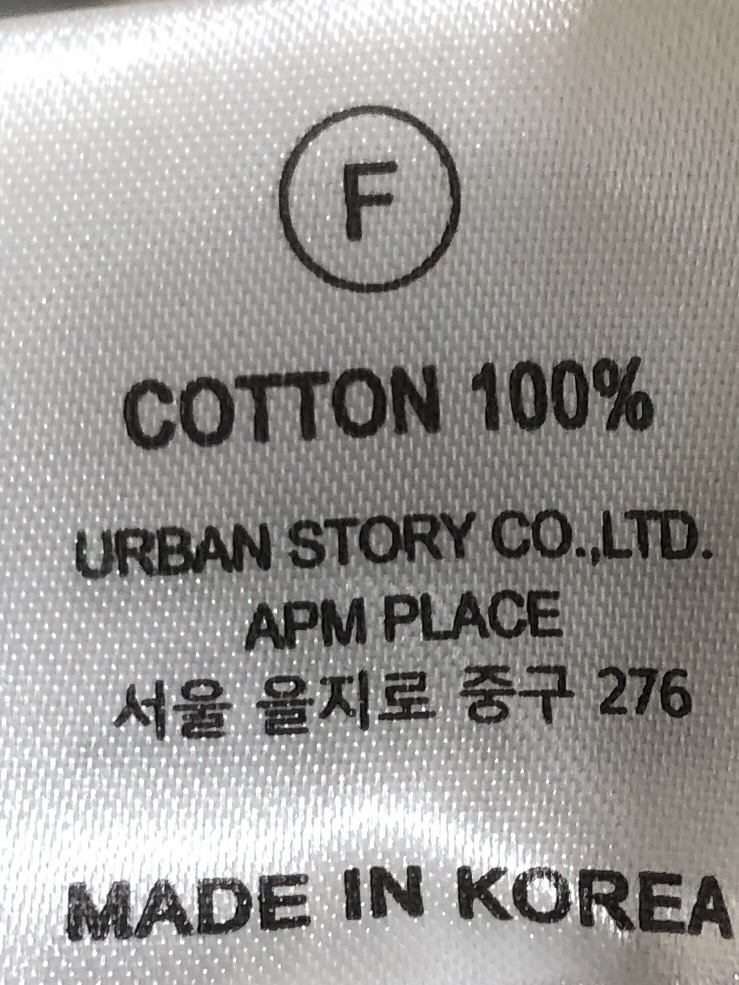 F
COTTON 100%
URBAN STORY CO.,LTD.
APM PLACE
서울 을지로 중구 276
MADE IN KOREA